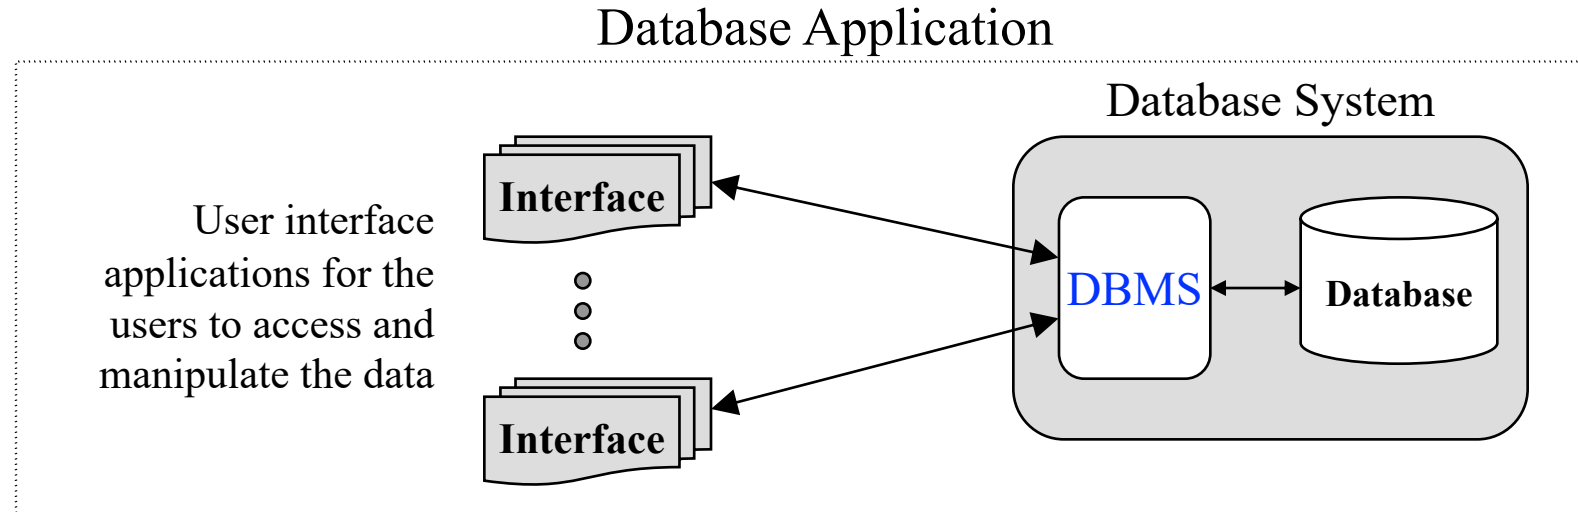 Database Application
Database System
Interface
User interface
applications for the
users to access and
manipulate the data
DBMS
Database
Interface